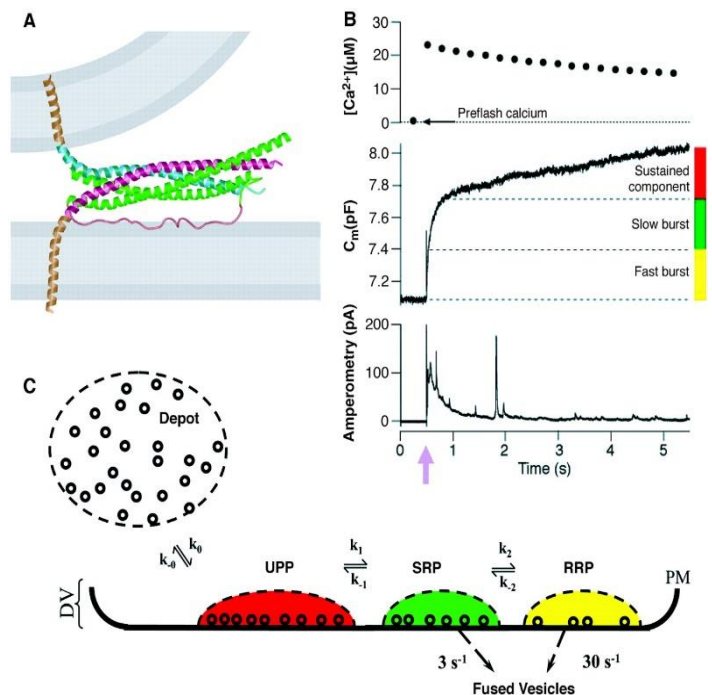 A
B
[Ca2+](µM)
30
20
10
0
Preflash calcium
Cm(pF)
8.0
7.8
7.6
7.4
7.2
Sustained
component
Slow burst
Fast burst
Amperometry (pA)
200
100
0
0 1 2 3 4 5
Time (s)
C
Depot
k-0 k0
UPP
k1
k-1
SRP
k2
k-2
RRP
PM
DV
3 s-1
30 s-1
Fused Vesicles